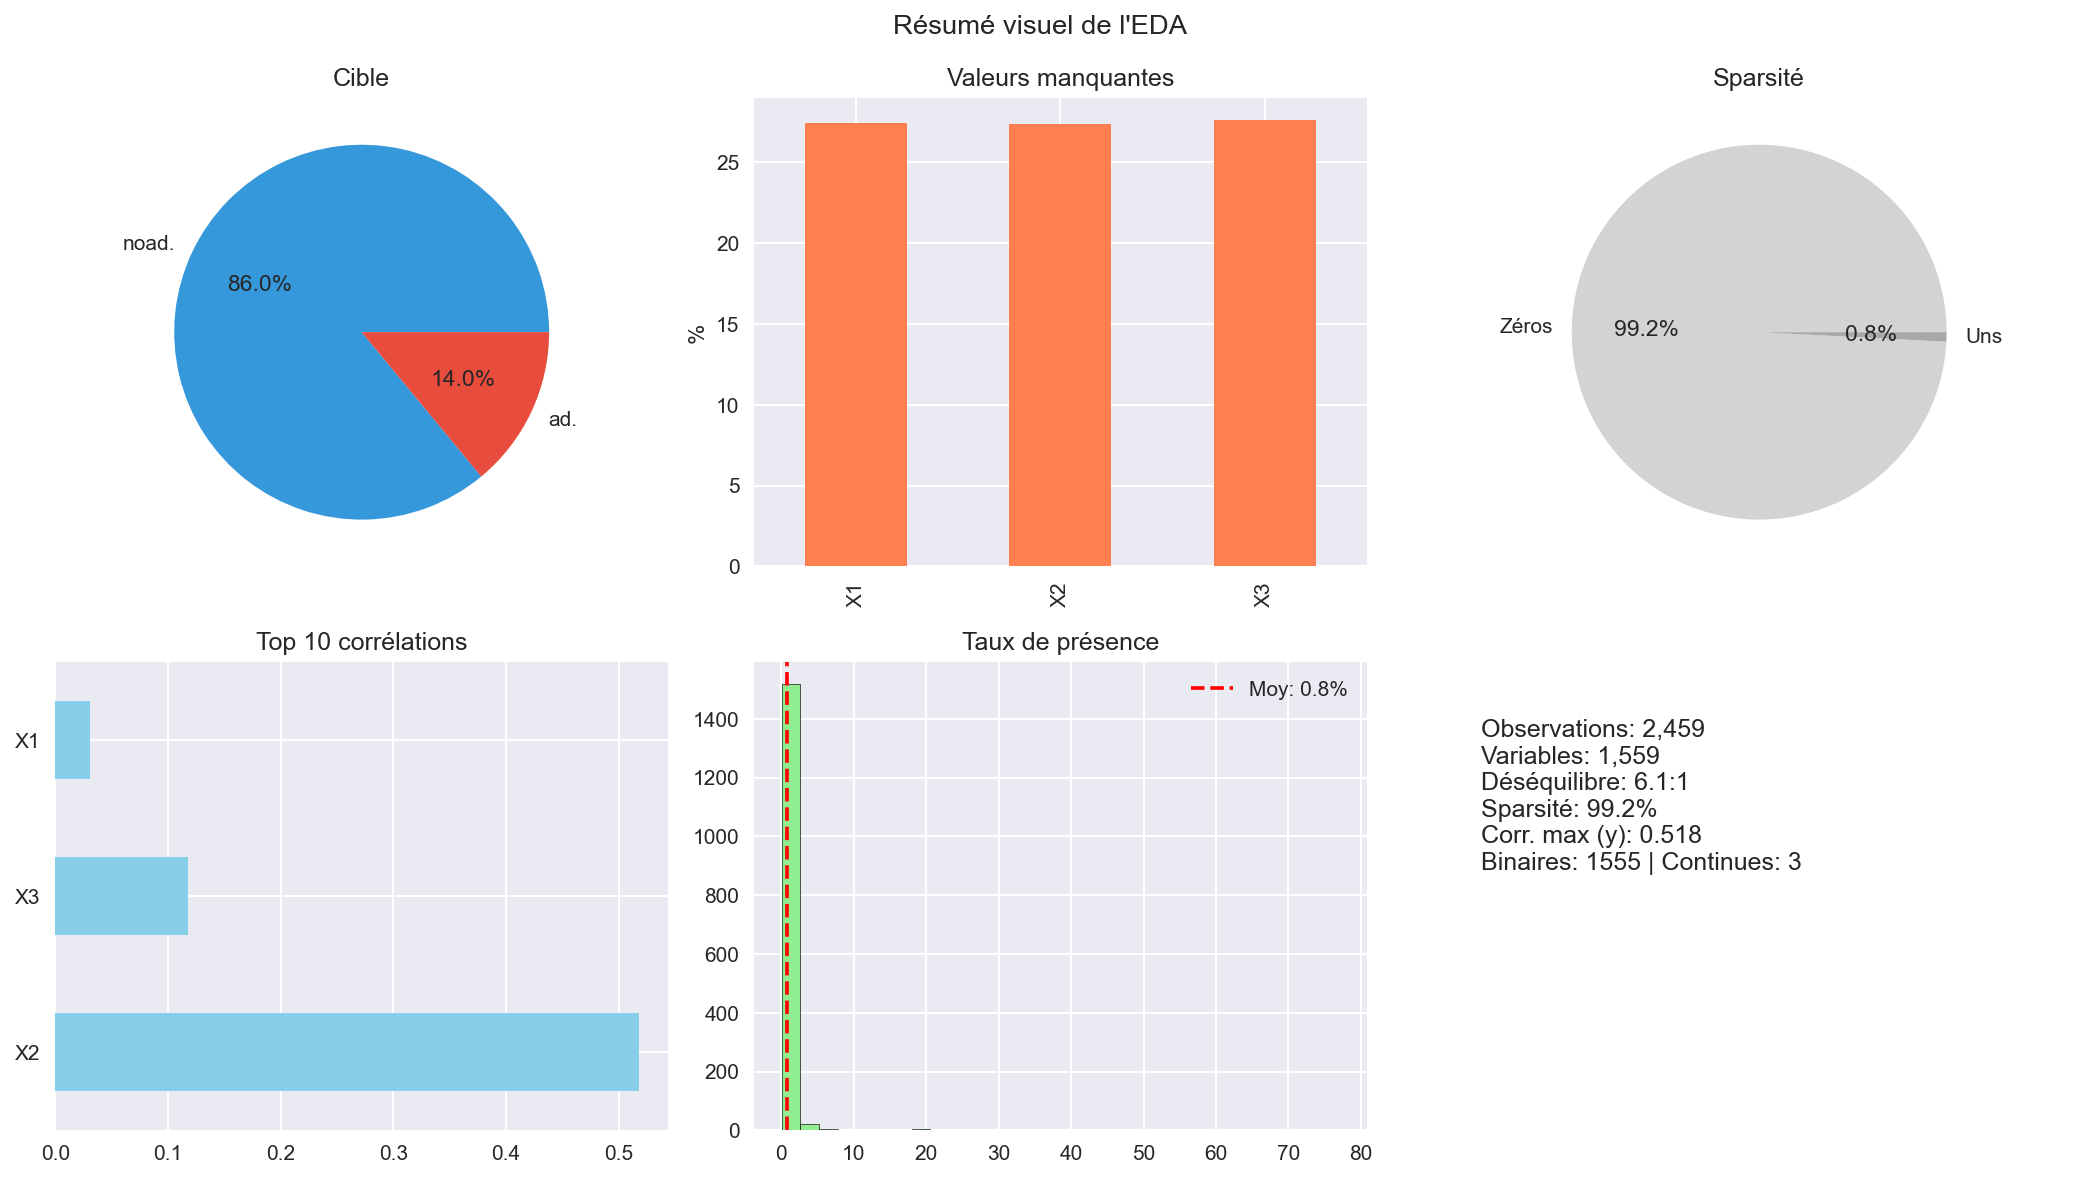 Résumé visuel de l'EDA
Cible
noad.
86.0%
14.0%
ad.
Valeurs manquantes
%
25
20
15
10
5
0
X1
X2
X3
Sparsité
Zéros
99.2%
0.8%
Uns
Top 10 corrélations
X1
X3
X2
0.0
0.1
0.2
0.3
0.4
0.5
Taux de présence
Moy: 0.8%
1400
1200
1000
800
600
400
200
0
0
10
20
30
40
50
60
70
80
Observations: 2,459
Variables: 1,559
Déséquilibre: 6.1:1
Sparsité: 99.2%
Corr. max (y): 0.518
Binaires: 1555 | Continues: 3